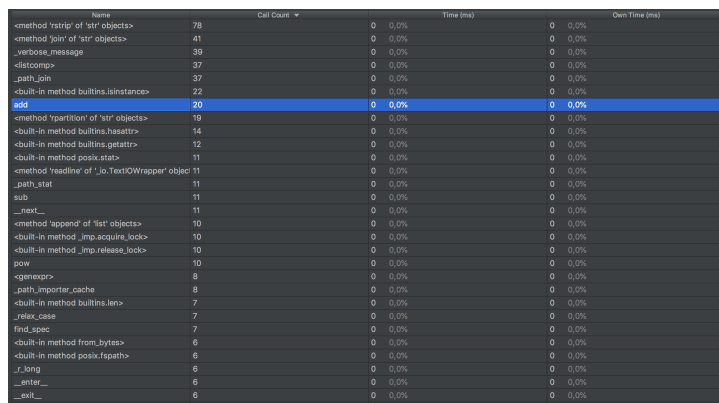 Name Call Count Time (ms) Own Time (ms)
<method 'rstrip' of 'str' objects> 78 0 0,0% 0 0,0%
<method 'join' of 'str' objects> 41 0 0,0% 0 0,0%
_verbose_message 39 0 0,0% 0 0,0%
<listcomp> 37 0 0,0% 0 0,0%
_path_join 37 0 0,0% 0 0,0%
<built-in method builtins.isinstance> 22 0 0,0% 0 0,0%
add 20 0 0,0% 0 0,0%
<method 'rpartition' of 'str' objects> 19 0 0,0% 0 0,0%
<built-in method builtins.hasattr> 14 0 0,0% 0 0,0%
<built-in method builtins.getattr> 12 0 0,0% 0 0,0%
<built-in method posix.stat> 11 0 0,0% 0 0,0%
<method 'readline' of '_io.TextIOWrapper' object 11 0 0,0% 0 0,0%
_path_stat 11 0 0,0% 0 0,0%
sub 11 0 0,0% 0 0,0%
__next__ 11 0 0,0% 0 0,0%
<method 'append' of 'list' objects> 10 0 0,0% 0 0,0%
<built-in method _imp.acquire_lock> 10 0 0,0% 0 0,0%
<built-in method _imp.release_lock> 10 0 0,0% 0 0,0%
pow 10 0 0,0% 0 0,0%
<genexpr> 8 0 0,0% 0 0,0%
_path_importer_cache 8 0 0,0% 0 0,0%
<built-in method builtins.len> 7 0 0,0% 0 0,0%
_relax_case 7 0 0,0% 0 0,0%
find_spec 7 0 0,0% 0 0,0%
<built-in method from_bytes> 6 0 0,0% 0 0,0%
<built-in method posix.fspath> 6 0 0,0% 0 0,0%
_r_long 6 0 0,0% 0 0,0%
__enter__ 6 0 0,0% 0 0,0%
__exit__ 6 0 0,0% 0 0,0%